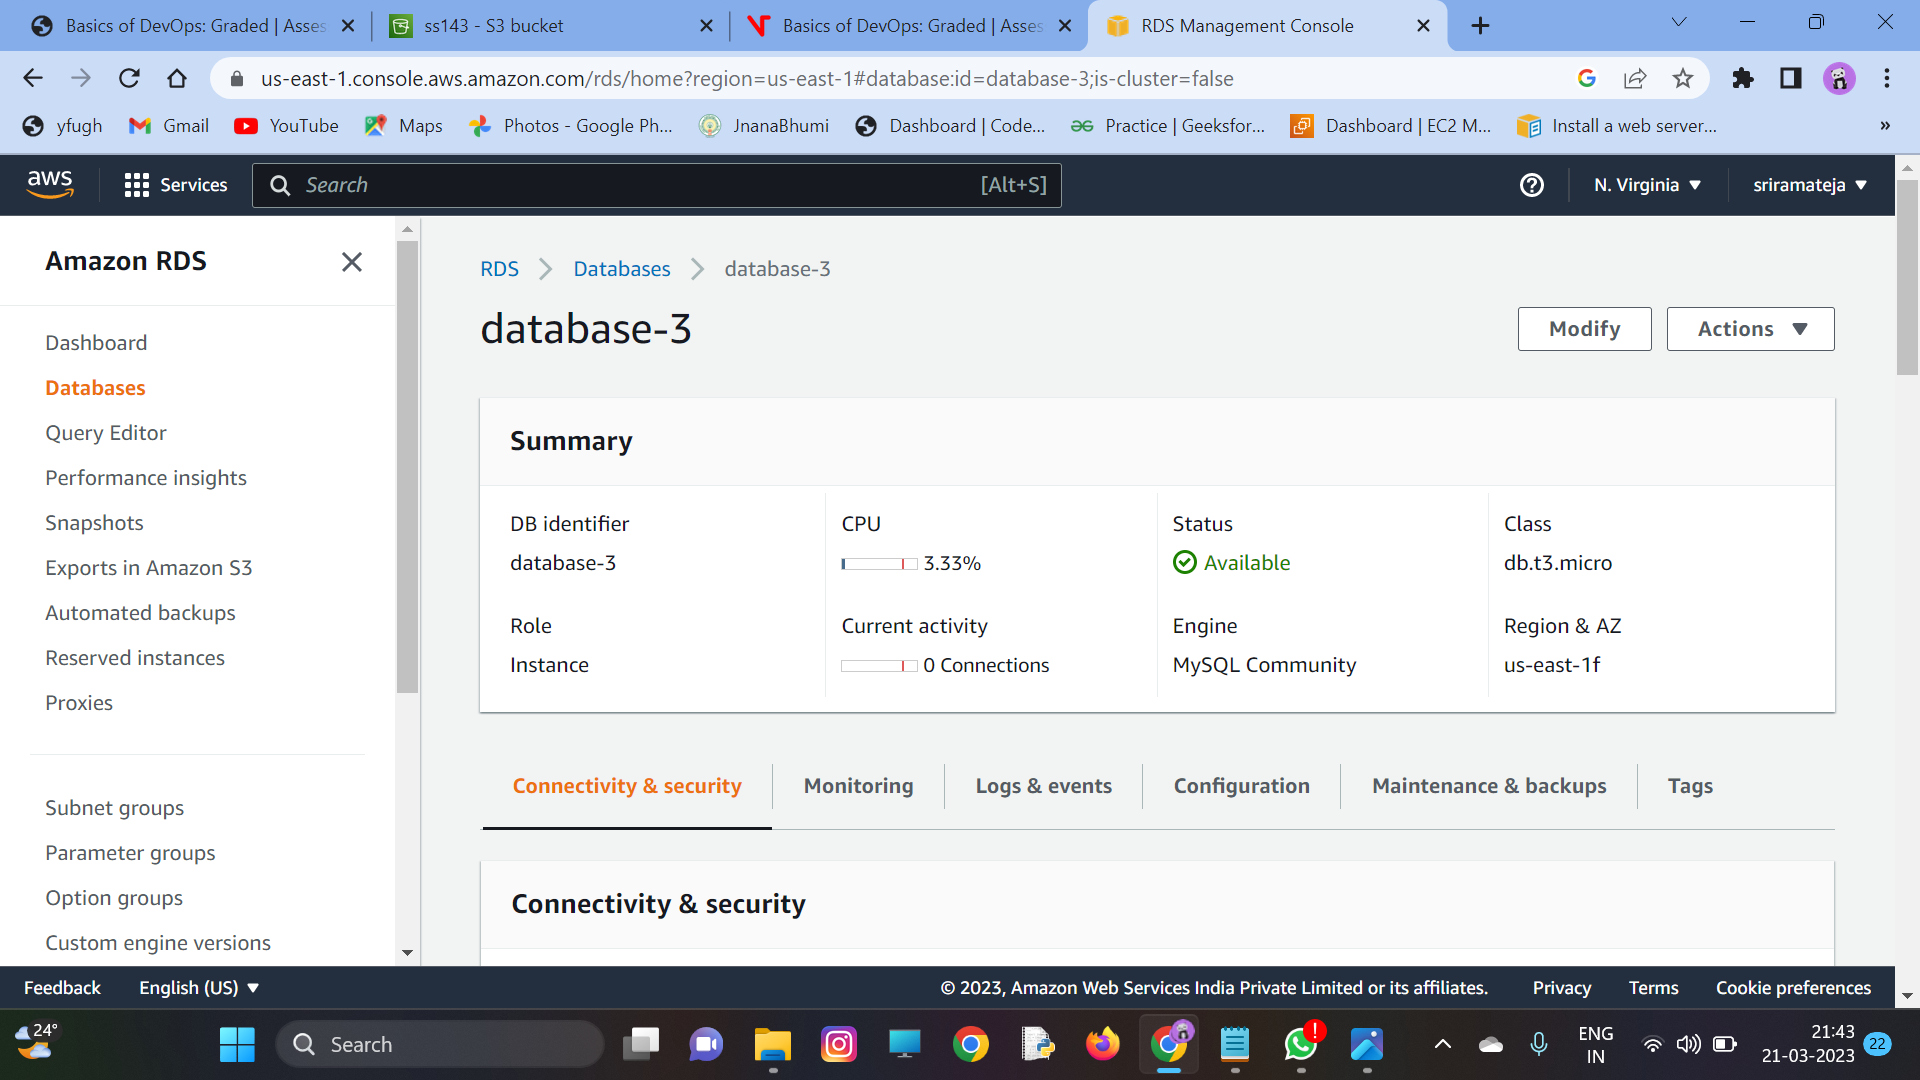 Basics of DevOps: Graded | Asses
ss143 - S3 bucket
Basics of DevOps: Graded | Asses
RDS Management Console
us-east-1.console.aws.amazon.com/rds/home?region=us-east-1#database:id=database-3;is-cluster=false
yfugh
Gmail
YouTube
Maps
Photos - Google Ph...
JnanaBhumi
Dashboard | Code...
Practice | Geeksfor...
Dashboard | EC2 M...
Install a web server...
»
aws
Services
Search
[Alt+S]
N. Virginia
sriramateja
Amazon RDS
Dashboard
Databases
Query Editor
Performance insights
Snapshots
Exports in Amazon S3
Automated backups
Reserved instances
Proxies
Subnet groups
Parameter groups
Option groups
Custom engine versions
RDS
Databases
database-3
database-3
Modify
Actions
Summary
DB identifier
database-3
CPU
3.33%
Status
Available
Class
db.t3.micro
Role
Instance
Current activity
0 Connections
Engine
MySQL Community
Region & AZ
us-east-1f
Connectivity & security
Monitoring
Logs & events
Configuration
Maintenance & backups
Tags
Connectivity & security
Feedback
English (US)
© 2023, Amazon Web Services India Private Limited or its affiliates.
Privacy
Terms
Cookie preferences
24°
Search
ENG
IN
21:43
21-03-2023
22